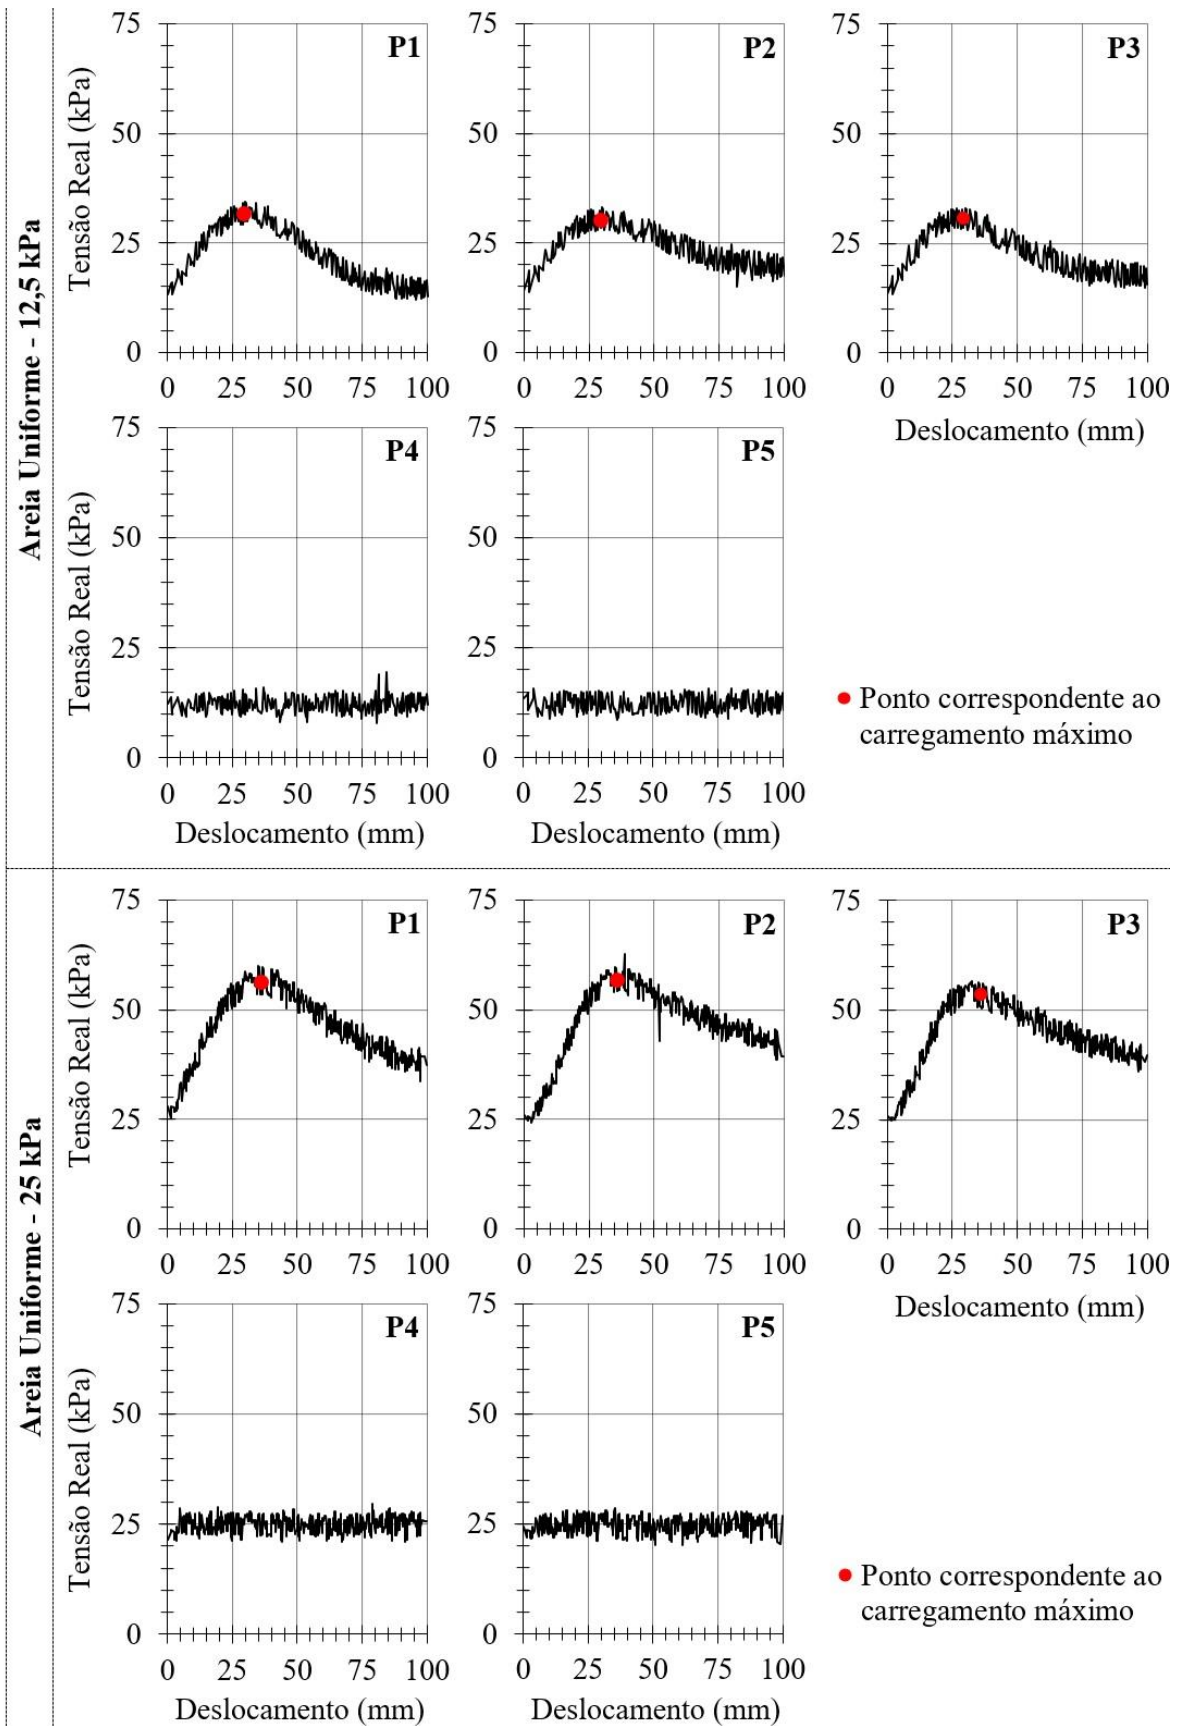 Areia Uniforme - 12,5 kPa
Tensão Real (kPa)
75
50
25
0
P1
0 25 50 75 100
75
50
25
0
P2
0 25 50 75 100
75
50
25
0
P3
0 25 50 75 100
Deslocamento (mm)
Tensão Real (kPa)
75
50
25
0
P4
0 25 50 75 100
Deslocamento (mm)
75
50
25
0
P5
0 25 50 75 100
Deslocamento (mm)
Ponto correspondente ao
carregamento máximo
Areia Uniforme - 25 kPa
Tensão Real (kPa)
75
50
25
0
P1
0 25 50 75 100
75
50
25
0
P2
0 25 50 75 100
75
50
25
0
P3
0 25 50 75 100
Deslocamento (mm)
Tensão Real (kPa)
75
50
25
0
P4
0 25 50 75 100
Deslocamento (mm)
75
50
25
0
P5
0 25 50 75 100
Deslocamento (mm)
Ponto correspondente ao
carregamento máximo